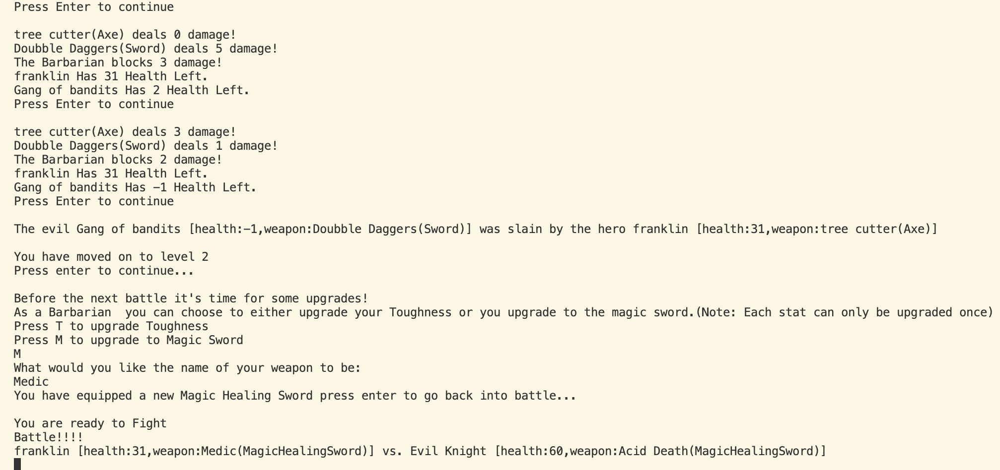 Press Enter to continue
tree cutter(Axe) deals 0 damage!
Doubble Daggers(Sword) deals 5 damage!
The Barbarian blocks 3 damage!
franklin Has 31 Health Left.
Gang of bandits Has 2 Health Left.
Press Enter to continue
tree cutter(Axe) deals 3 damage!
Doubble Daggers(Sword) deals 1 damage!
The Barbarian blocks 2 damage!
franklin Has 31 Health Left.
Gang of bandits Has -1 Health Left.
Press Enter to continue
The evil Gang of bandits [health:-1,weapon:Doubble Daggers(Sword)] was slain by the hero franklin [health:31,weapon:tree cutter(Axe)]
You have moved on to level 2
Press enter to continue...
Before the next battle it's time for some upgrades!
As a Barbarian  you can choose to either upgrade your Toughness or you upgrade to the magic sword.(Note: Each stat can only be upgraded once)
Press T to upgrade Toughness
Press M to upgrade to Magic Sword
M
What would you like the name of your weapon to be:
Medic
You have equipped a new Magic Healing Sword press enter to go back into battle...
You are ready to Fight
Battle!!!!
franklin [health:31,weapon:Medic(MagicHealingSword)] vs. Evil Knight [health:60,weapon:Acid Death(MagicHealingSword)]